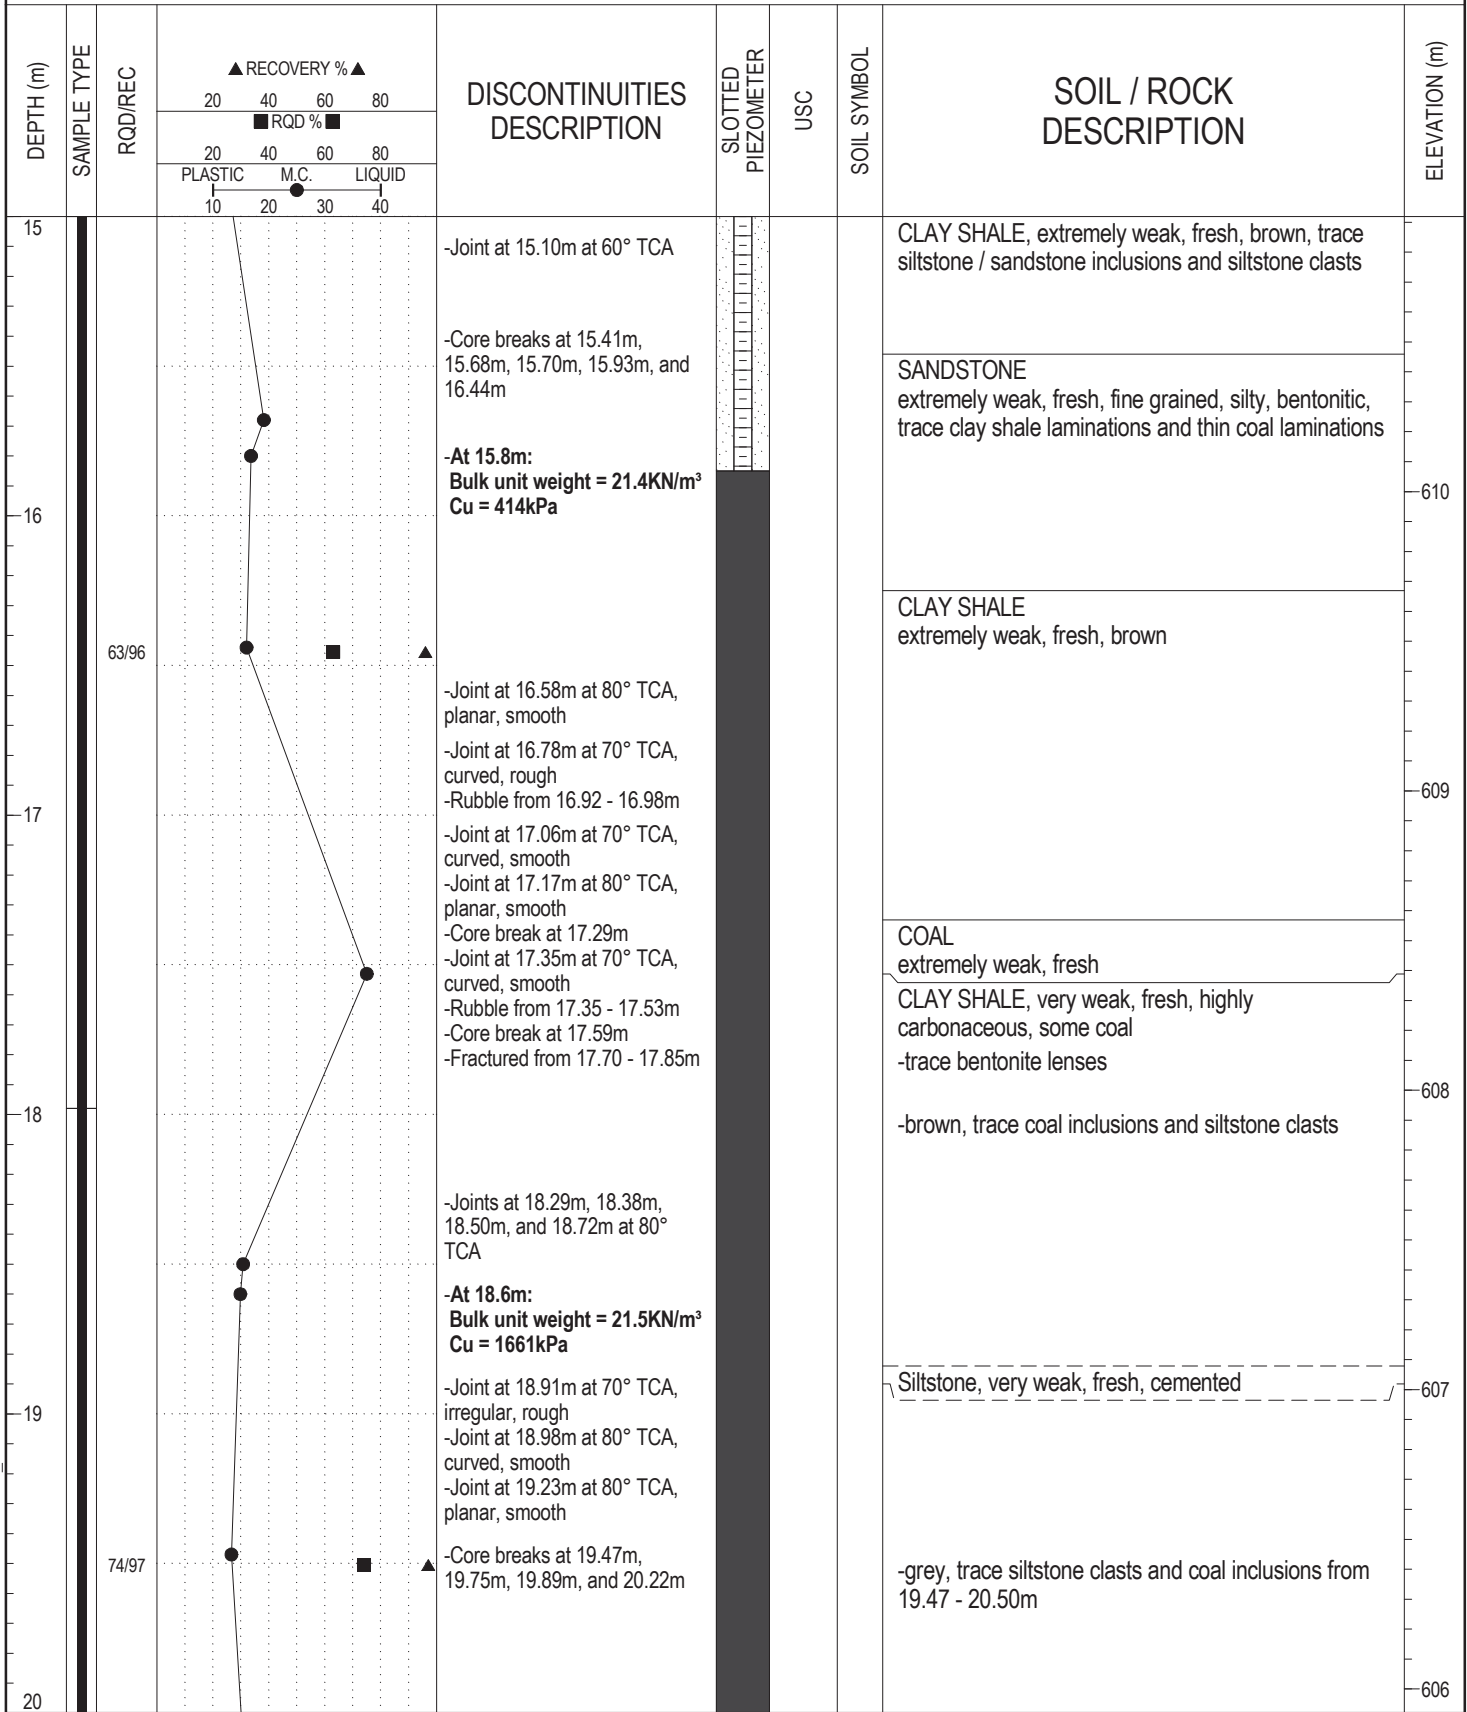 DEPTH (m)
SAMPLE TYPE
RQD/REC
▲ RECOVERY % ▲
20 40 60 80
■ RQD % ■
20 40 60 80
PLASTIC M.C. LIQUID
10 20 30 40
DISCONTINUITIES
DESCRIPTION
SLOTTED
PIEZOMETER
USC
SOIL SYMBOL
SOIL / ROCK
DESCRIPTION
ELEVATION (m)
15
16
17
18
19
20
63/96
74/97
-Joint at 15.10m at 60° TCA
-Core breaks at 15.41m,
15.68m, 15.70m, 15.93m, and
16.44m
-At 15.8m:
Bulk unit weight = 21.4KN/m³
Cu = 414kPa
-Joint at 16.58m at 80° TCA,
planar, smooth
-Joint at 16.78m at 70° TCA,
curved, rough
-Rubble from 16.92 - 16.98m
-Joint at 17.06m at 70° TCA,
curved, smooth
-Joint at 17.17m at 80° TCA,
planar, smooth
-Core break at 17.29m
-Joint at 17.35m at 70° TCA,
curved, smooth
-Rubble from 17.35 - 17.53m
-Core break at 17.59m
-Fractured from 17.70 - 17.85m
-Joints at 18.29m, 18.38m,
18.50m, and 18.72m at 80°
TCA
-At 18.6m:
Bulk unit weight = 21.5KN/m³
Cu = 1661kPa
-Joint at 18.91m at 70° TCA,
irregular, rough
-Joint at 18.98m at 80° TCA,
curved, smooth
-Joint at 19.23m at 80° TCA,
planar, smooth
-Core breaks at 19.47m,
19.75m, 19.89m, and 20.22m
CLAY SHALE, extremely weak, fresh, brown, trace
siltstone / sandstone inclusions and siltstone clasts
SANDSTONE
extremely weak, fresh, fine grained, silty, bentonitic,
trace clay shale laminations and thin coal laminations
CLAY SHALE
extremely weak, fresh, brown
COAL
extremely weak, fresh
CLAY SHALE, very weak, fresh, highly
carbonaceous, some coal
-trace bentonite lenses
-brown, trace coal inclusions and siltstone clasts
Siltstone, very weak, fresh, cemented
-grey, trace siltstone clasts and coal inclusions from
19.47 - 20.50m
610
609
608
607
606